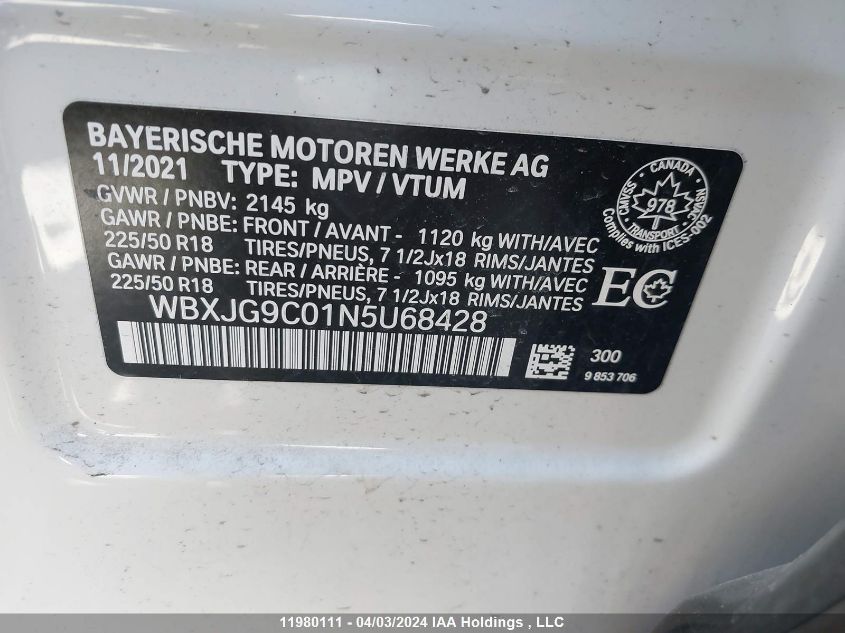 BAYERISCHE MOTOREN WERKE AG
11/2021 TYPE: MPV / VTUM
GVWR / PNBV: 2145 kg
GAWR / PNBE: FRONT / AVANT - 1120 kg WITH/AVEC
225/50 R18 TIRES/PNEUS, 7 1/2Jx18 RIMS/JANTES
GAWR / PNBE: REAR / ARRIÈRE - 1095 kg WITH/AVEC
225/50 R18 TIRES/PNEUS, 7 1/2Jx18 RIMS/JANTES
WBXJG9C01N5U68428
CANADA
CMVSS
978
NSVAC
TRANSPORT
Complies with ICES-002
EC
300
9 853 706
11980111 - 04/03/2024 IAA Holdings , LLC